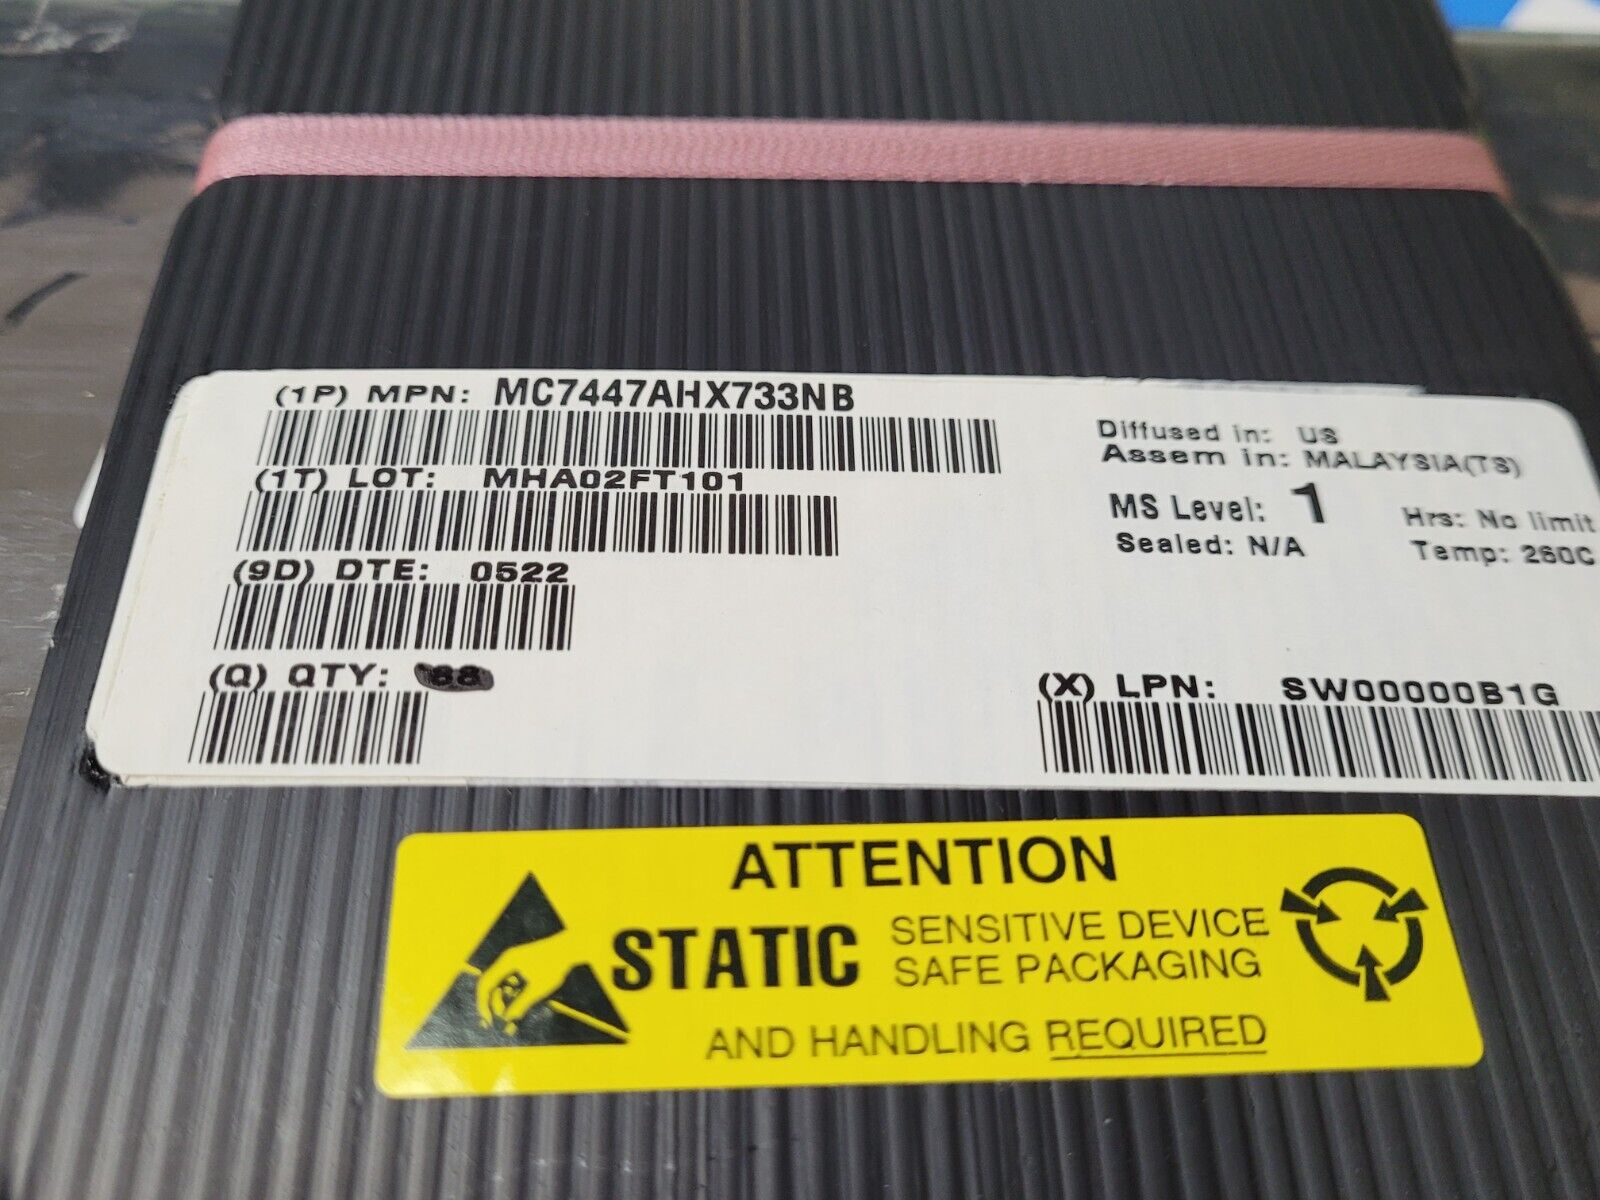 (1P) MPN: MC7447AHX733NB
(1T) LOT: MHA02FT101
(9D) DTE: 0522
(Q) QTY: 88
Diffused in: US
Assem in: MALAYSIA(TS)
MS Level: 1 Hrs: No limit
Sealed: N/A Temp: 260C
(X) LPN: SW00000B1G
ATTENTION
STATIC SENSITIVE DEVICE
SAFE PACKAGING
AND HANDLING REQUIRED